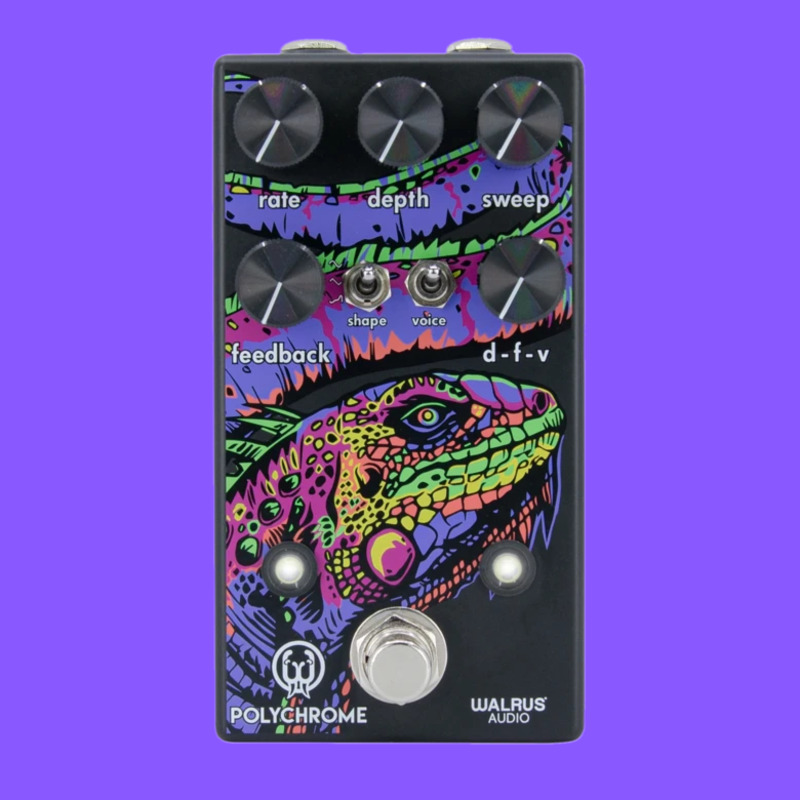 rate depth sweep
shape voice
feedback d-f-v
POLYCHROME
WALRUS
AUDIO